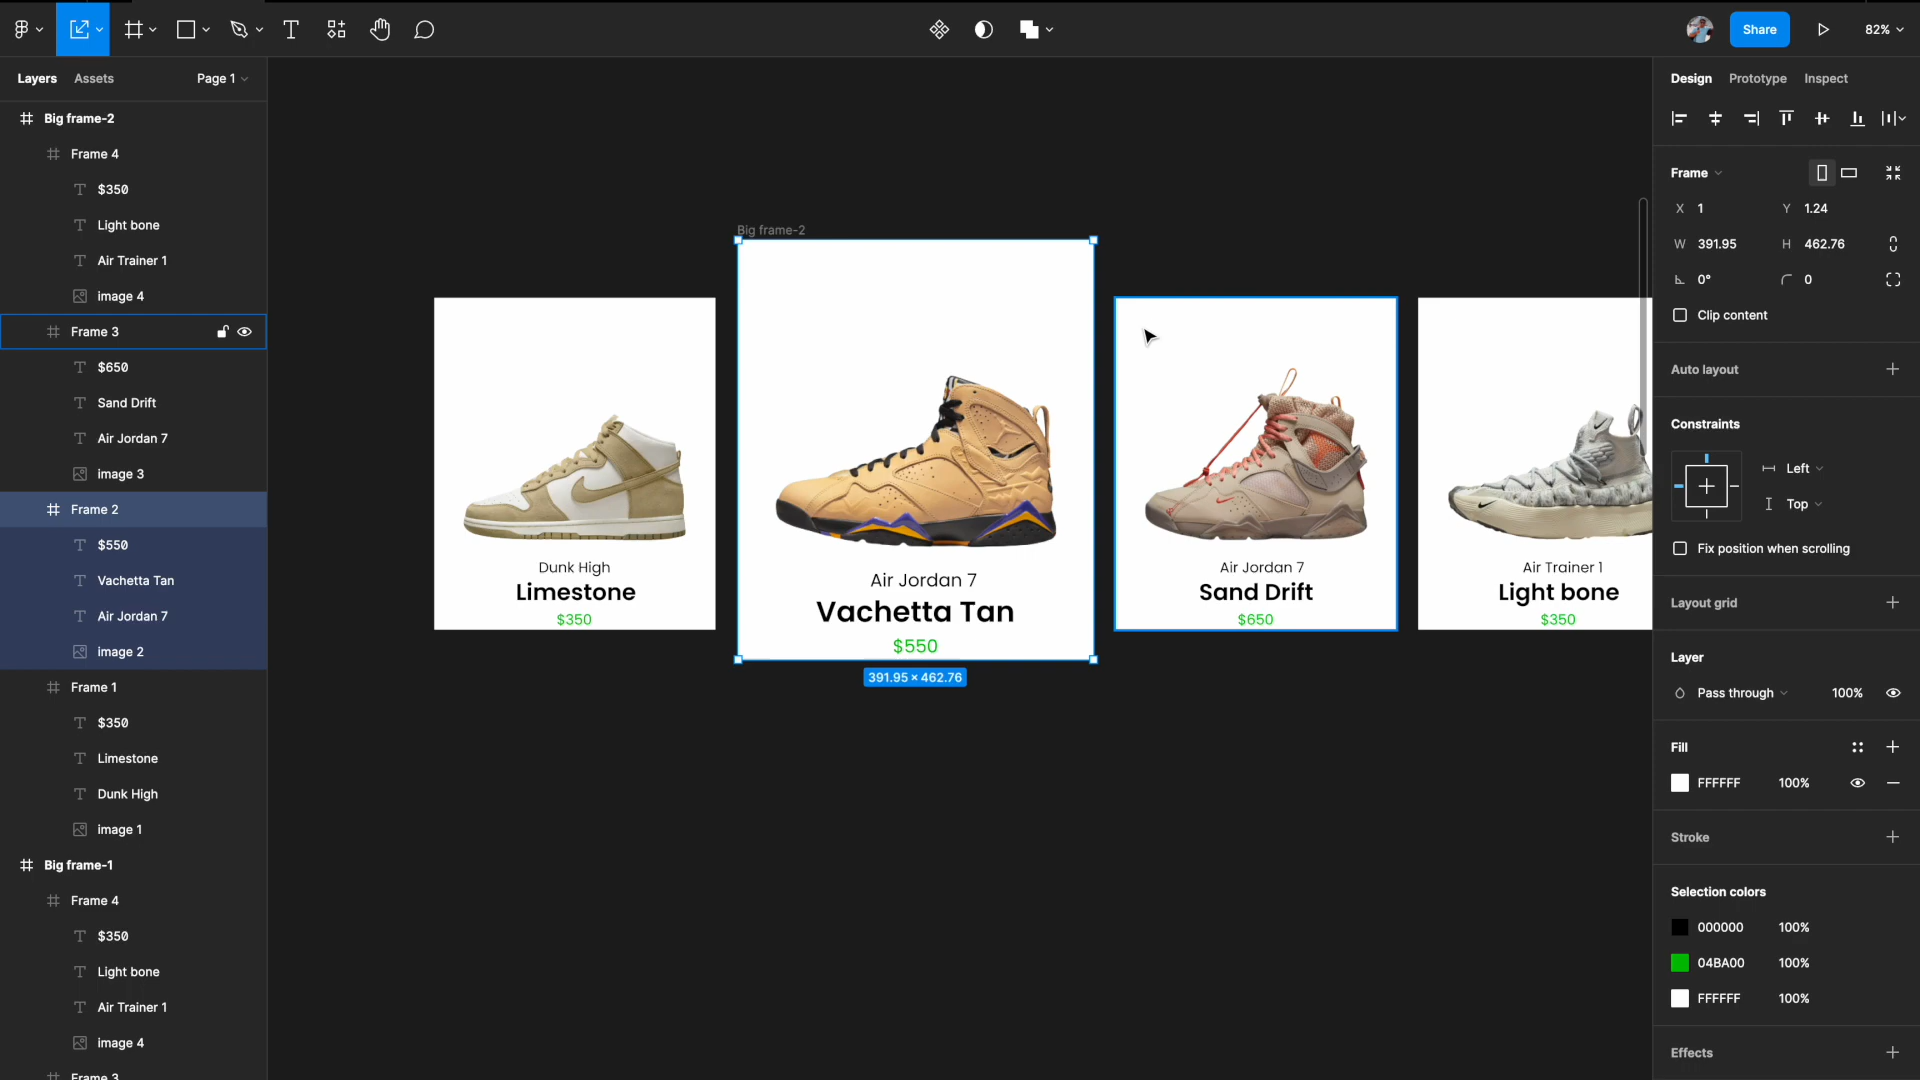 Share
82%
Layers
Assets
Page 1
Big frame-2
Frame 4
$350
Light bone
Air Trainer 1
image 4
Frame 3
$650
Sand Drift
Air Jordan 7
image 3
Frame 2
$550
Vachetta Tan
Air Jordan 7
image 2
Frame 1
$350
Limestone
Dunk High
image 1
Big frame-1
Frame 4
$350
Light bone
Air Trainer 1
image 4
Frame 3
Big frame-2
Dunk High
Limestone
$350
Air Jordan 7
Vachetta Tan
$550
391.95 × 462.76
Air Jordan 7
Sand Drift
$650
Air Trainer 1
Light bone
$350
Design
Prototype
Inspect
Frame
X 1
Y 1.24
W 391.95
H 462.76
0°
0
Clip content
Auto layout
Constraints
Left
Top
Fix position when scrolling
Layout grid
Layer
Pass through
100%
Fill
FFFFFF 100%
Stroke
Selection colors
000000 100%
04BA00 100%
FFFFFF 100%
Effects